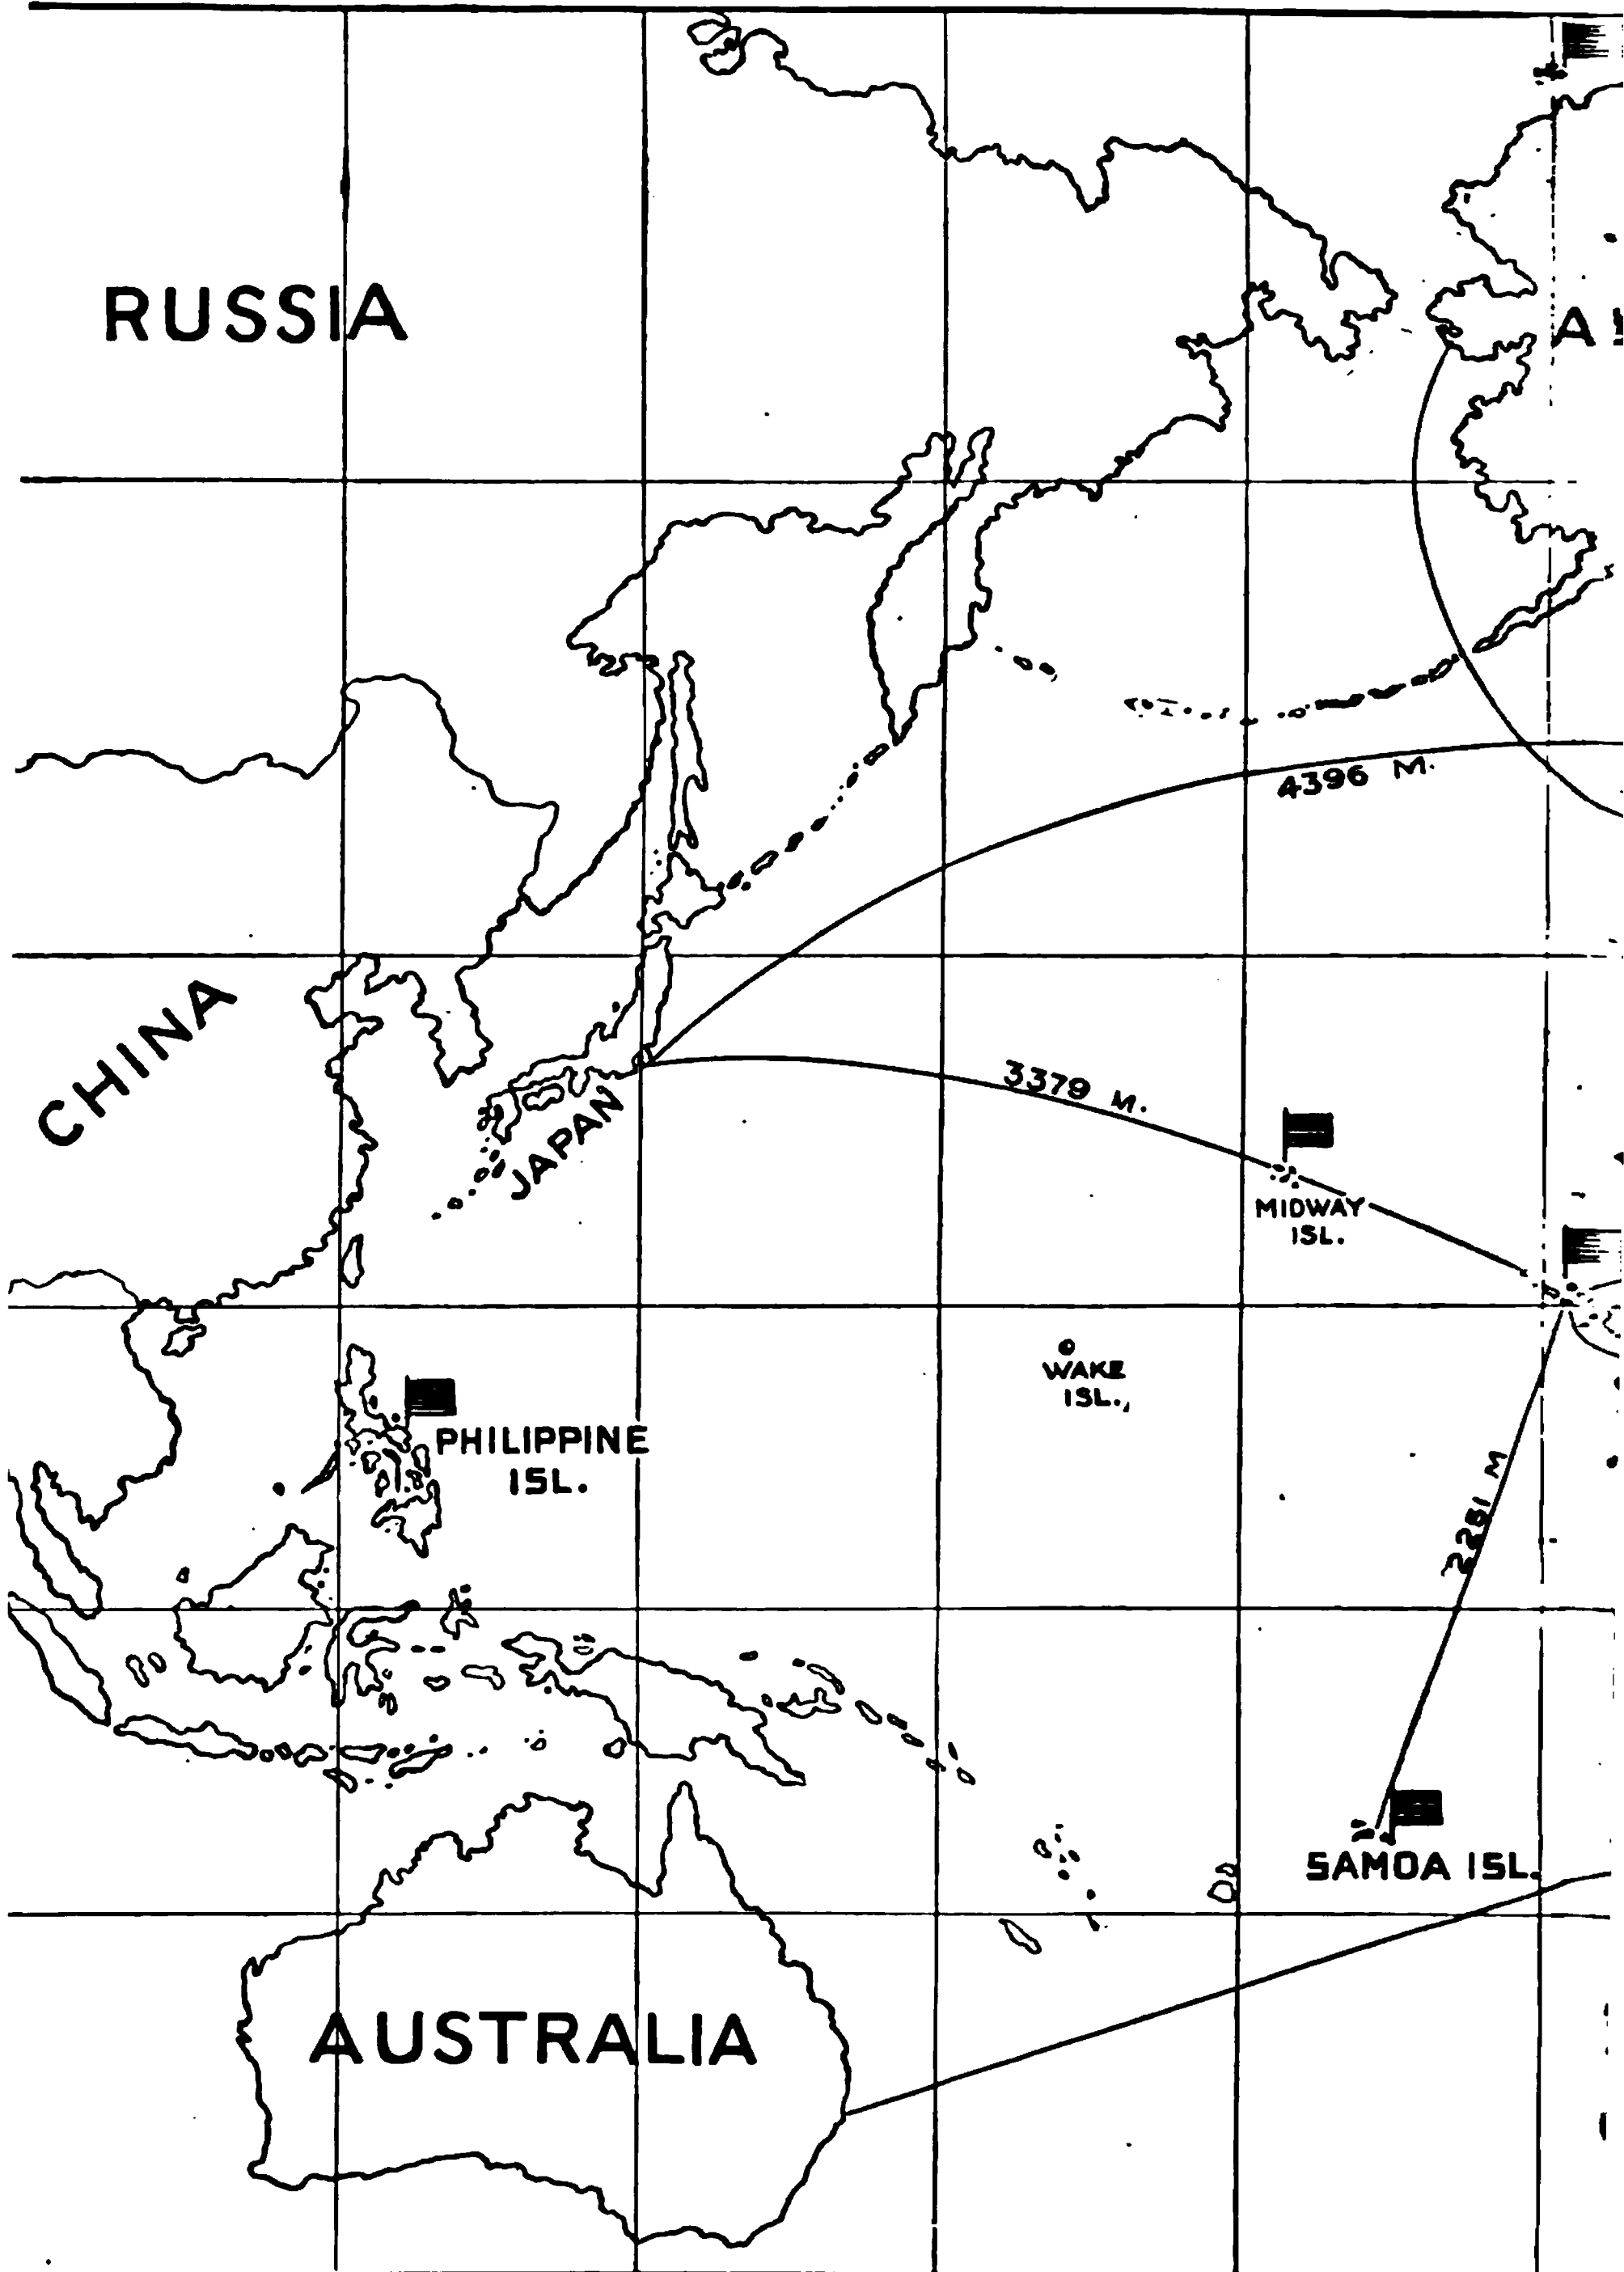 RUSSIA
A
4396 M.
CHINA
3379 M.
JAPAN
MIDWAY
ISL.
WAKE
ISL.,
PHILIPPINE
ISL.
2281 M
SAMOA ISL.
AUSTRALIA